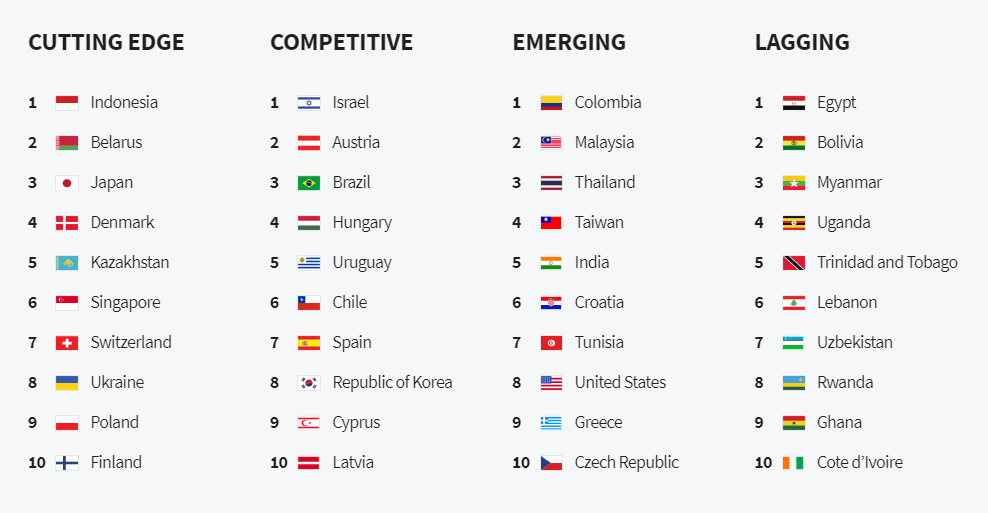 CUTTING EDGE
1 Indonesia
2 Belarus
3 Japan
4 Denmark
5 Kazakhstan
6 Singapore
7 Switzerland
8 Ukraine
9 Poland
10 Finland
COMPETITIVE
1 Israel
2 Austria
3 Brazil
4 Hungary
5 Uruguay
6 Chile
7 Spain
8 Republic of Korea
9 Cyprus
10 Latvia
EMERGING
1 Colombia
2 Malaysia
3 Thailand
4 Taiwan
5 India
6 Croatia
7 Tunisia
8 United States
9 Greece
10 Czech Republic
LAGGING
1 Egypt
2 Bolivia
3 Myanmar
4 Uganda
5 Trinidad and Tobago
6 Lebanon
7 Uzbekistan
8 Rwanda
9 Ghana
10 Cote d’Ivoire